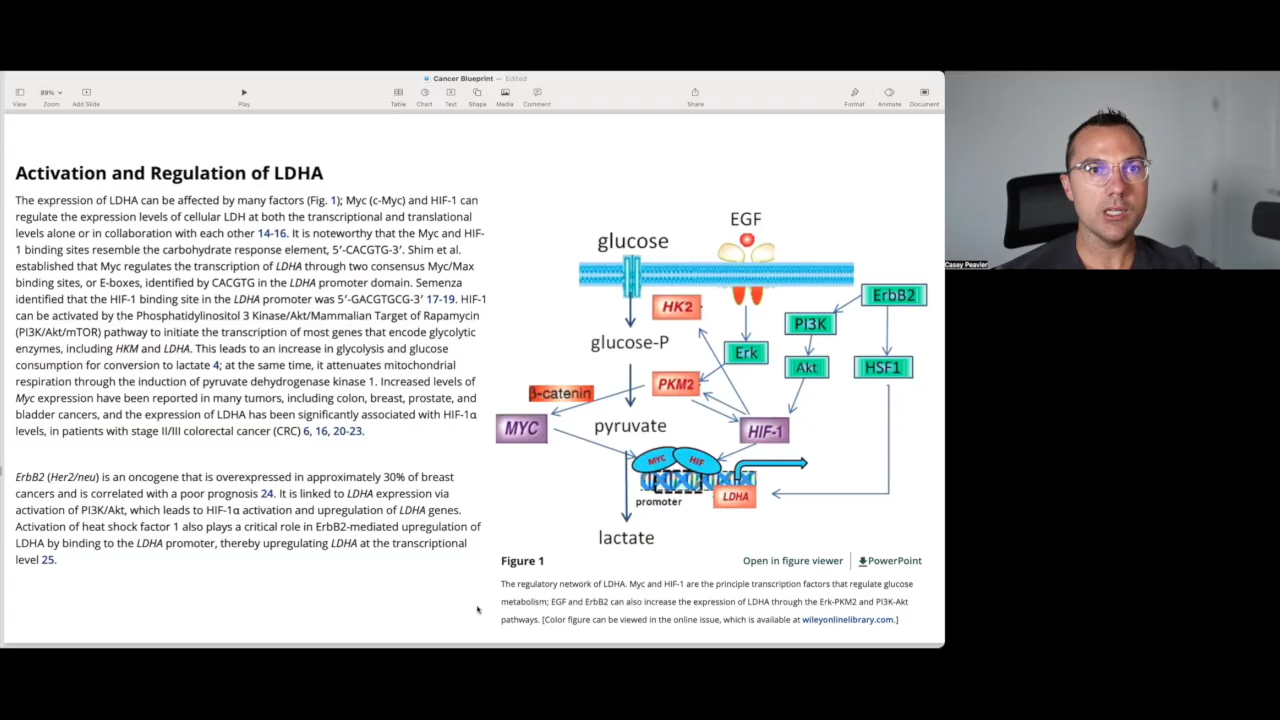 Cancer Blueprint — Edited
89%
View
Zoom
Add Slide
Play
Table
Chart
Text
Shape
Media
Comment
Share
Format
Animate
Document
Activation and Regulation of LDHA
The expression of LDHA can be affected by many factors (Fig. 1); Myc (c-Myc) and HIF-1 can
regulate the expression levels of cellular LDH at both the transcriptional and translational
levels alone or in collaboration with each other 14-16. It is noteworthy that the Myc and HIF-
1 binding sites resemble the carbohydrate response element, 5′-CACGTG-3′. Shim et al.
established that Myc regulates the transcription of LDHA through two consensus Myc/Max
binding sites, or E-boxes, identified by CACGTG in the LDHA promoter domain. Semenza
identified that the HIF-1 binding site in the LDHA promoter was 5′-GACGTGCG-3′ 17-19. HIF-1
can be activated by the Phosphatidylinositol 3 Kinase/Akt/Mammalian Target of Rapamycin
(PI3K/Akt/mTOR) pathway to initiate the transcription of most genes that encode glycolytic
enzymes, including HKM and LDHA. This leads to an increase in glycolysis and glucose
consumption for conversion to lactate 4; at the same time, it attenuates mitochondrial
respiration through the induction of pyruvate dehydrogenase kinase 1. Increased levels of
Myc expression have been reported in many tumors, including colon, breast, prostate, and
bladder cancers, and the expression of LDHA has been significantly associated with HIF-1α
levels, in patients with stage II/III colorectal cancer (CRC) 6, 16, 20-23.
ErbB2 (Her2/neu) is an oncogene that is overexpressed in approximately 30% of breast
cancers and is correlated with a poor prognosis 24. It is linked to LDHA expression via
activation of PI3K/Akt, which leads to HIF-1α activation and upregulation of LDHA genes.
Activation of heat shock factor 1 also plays a critical role in ErbB2-mediated upregulation of
LDHA by binding to the LDHA promoter, thereby upregulating LDHA at the transcriptional
level 25.
EGF
glucose
HK2
ErbB2
PI3K
glucose-P
Erk
Akt
HSF1
PKM2
β-catenin
MYC
pyruvate
HIF-1
MYC
HIF
promoter
LDHA
lactate
Figure 1
Open in figure viewer
PowerPoint
The regulatory network of LDHA. Myc and HIF-1 are the principle transcription factors that regulate glucose
metabolism; EGF and ErbB2 can also increase the expression of LDHA through the Erk-PKM2 and PI3K-Akt
pathways. [Color figure can be viewed in the online issue, which is available at wileyonlinelibrary.com.]
Casey Peavler